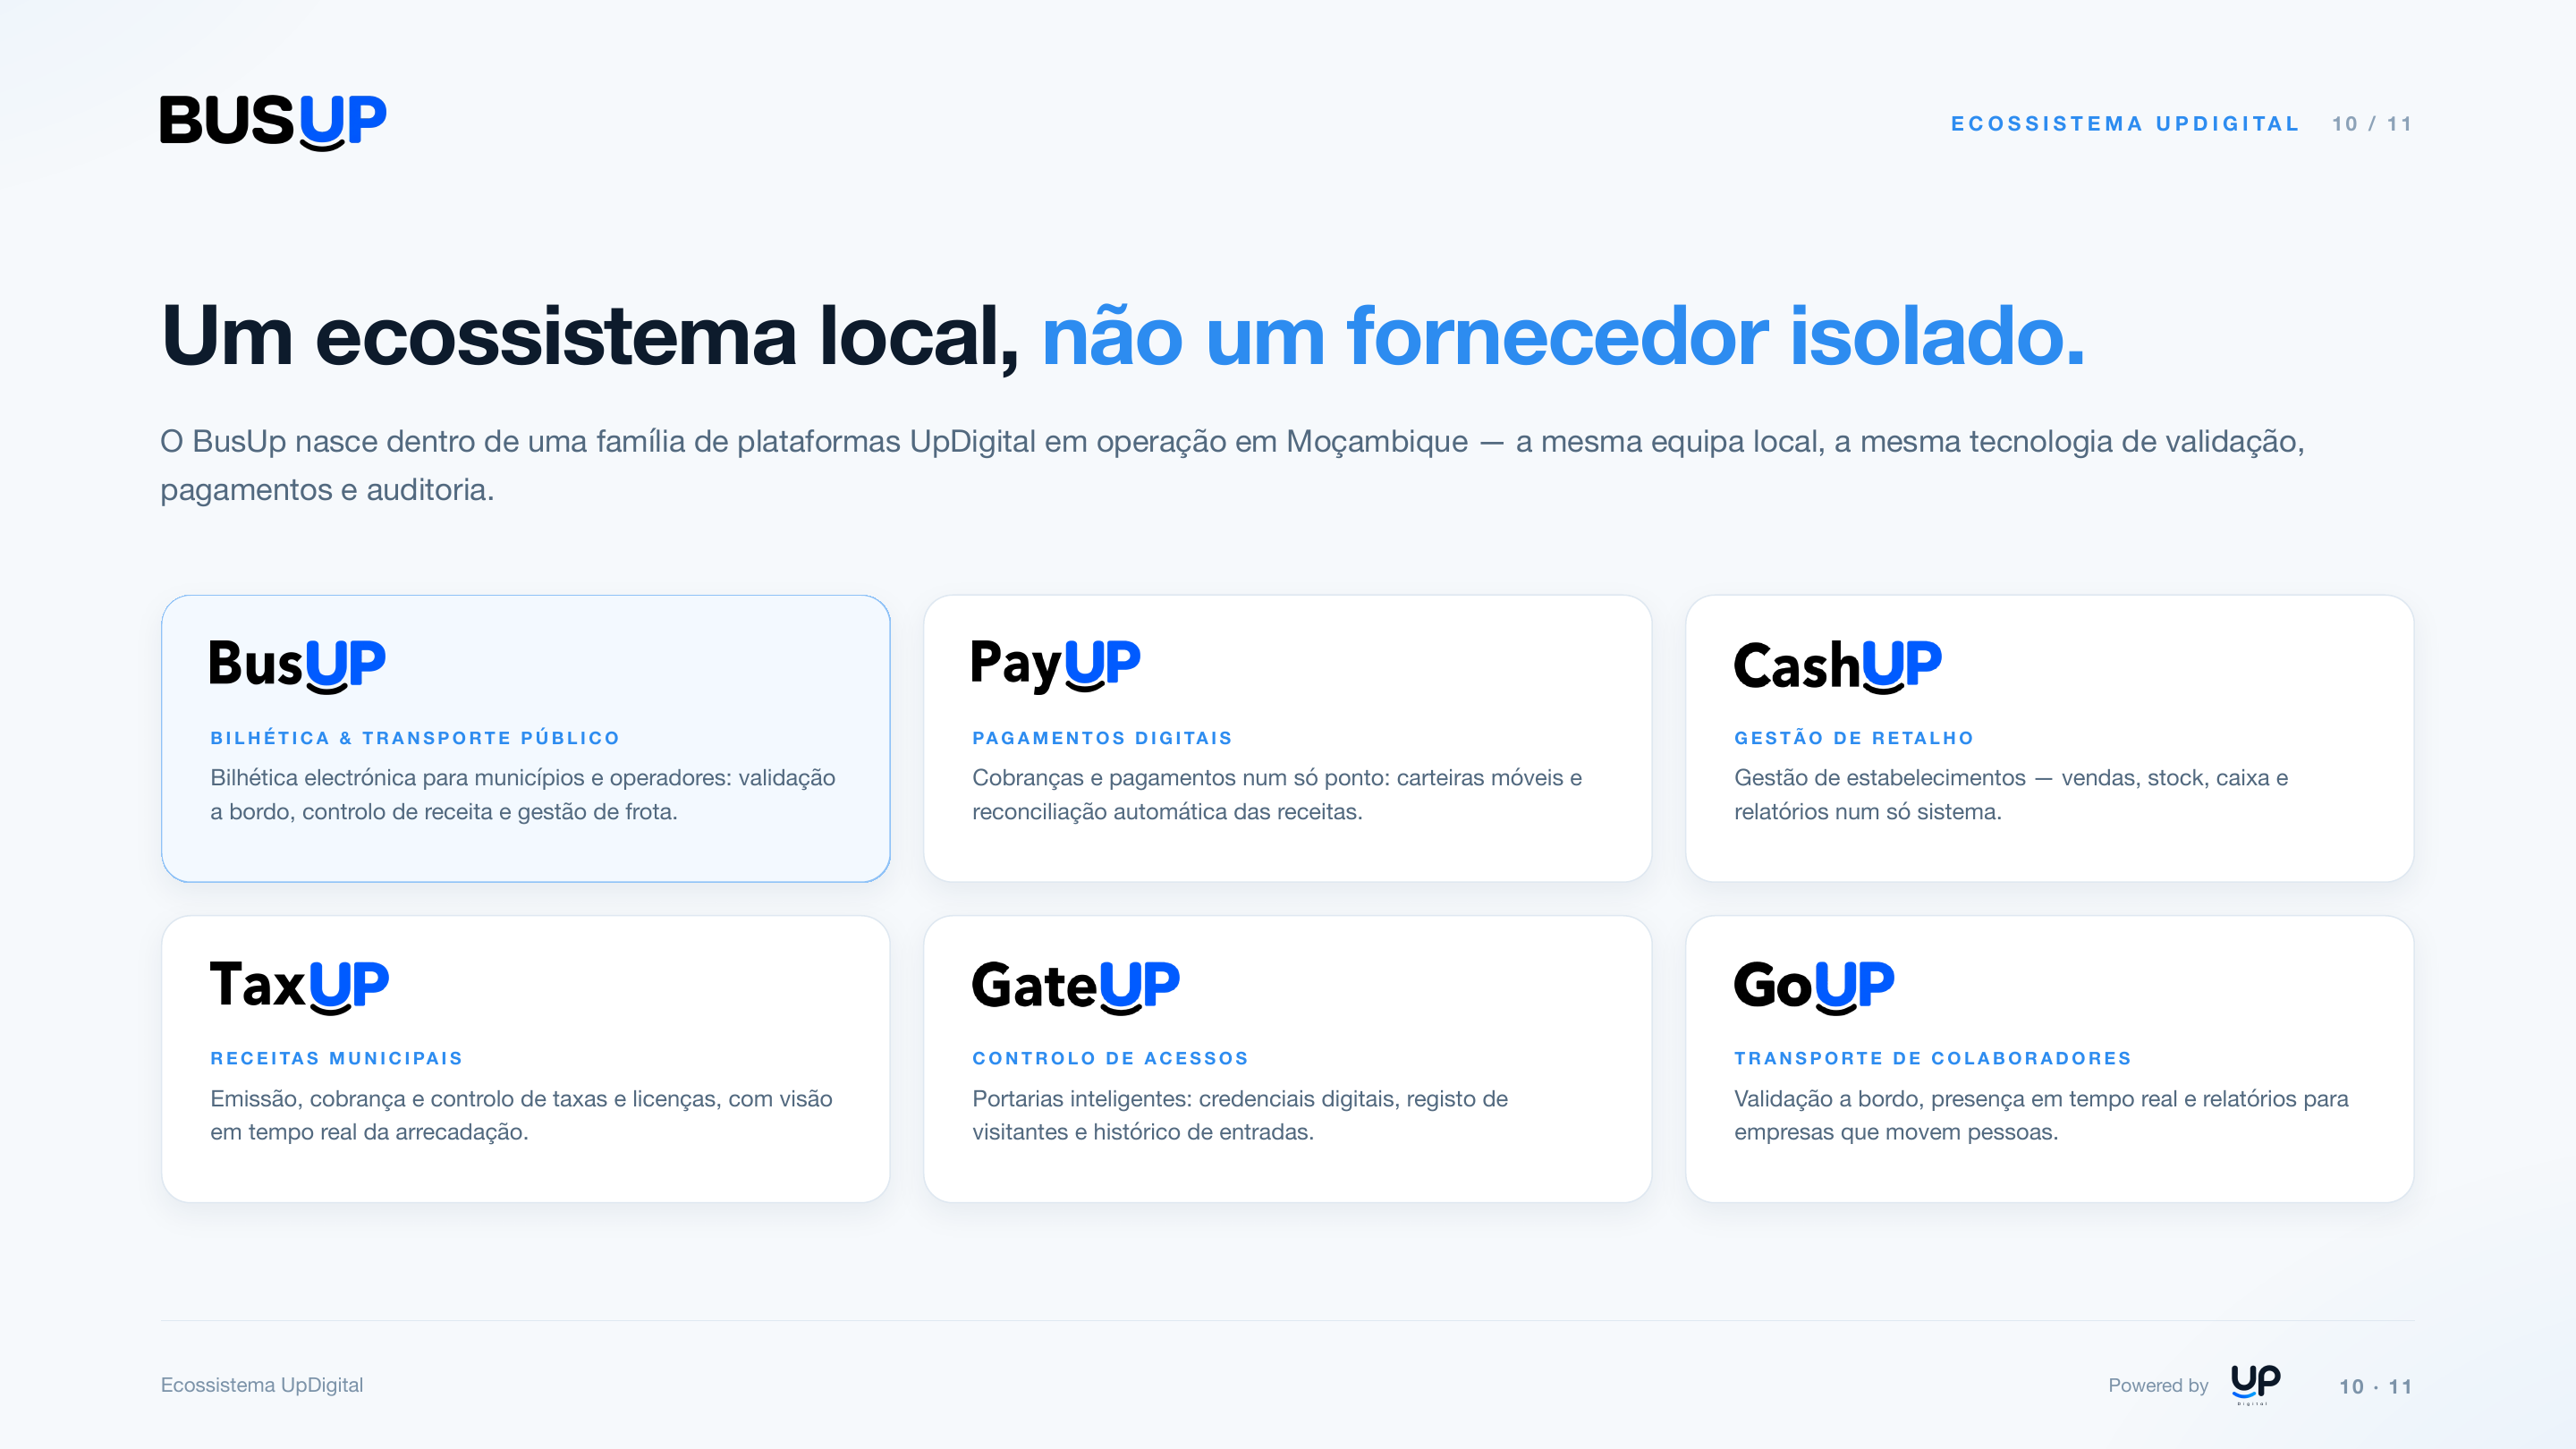 BUSUP
ECOSSISTEMA UPDIGITAL 10 / 11
Um ecossistema local, não um fornecedor isolado.
O BusUp nasce dentro de uma família de plataformas UpDigital em operação em Moçambique — a mesma equipa local, a mesma tecnologia de validação,
pagamentos e auditoria.
BusUP
BILHÉTICA & TRANSPORTE PÚBLICO
Bilhética electrónica para municípios e operadores: validação
a bordo, controlo de receita e gestão de frota.
PayUP
PAGAMENTOS DIGITAIS
Cobranças e pagamentos num só ponto: carteiras móveis e
reconciliação automática das receitas.
CashUP
GESTÃO DE RETALHO
Gestão de estabelecimentos — vendas, stock, caixa e
relatórios num só sistema.
TaxUP
RECEITAS MUNICIPAIS
Emissão, cobrança e controlo de taxas e licenças, com visão
em tempo real da arrecadação.
GateUP
CONTROLO DE ACESSOS
Portarias inteligentes: credenciais digitais, registo de
visitantes e histórico de entradas.
GoUP
TRANSPORTE DE COLABORADORES
Validação a bordo, presença em tempo real e relatórios para
empresas que movem pessoas.
Ecossistema UpDigital
Powered by UP 10 · 11
Digital